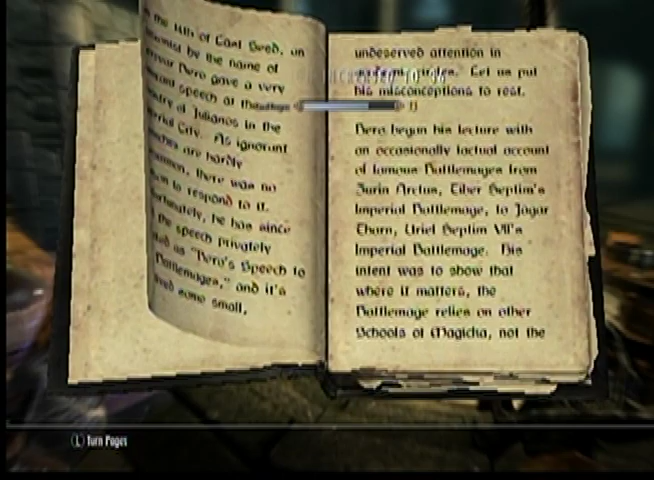 the 14th of Last Seed, an
by the name of
Bero gave a very
speech at the
of Julianos in the
City. As ignorant
are hardly
there was no
to respond to it.
he has since
the speech privately
as "Bero's Speech to
Battlemages," and it's
some small,
undeserved attention in
academic circles. Let us put
his misconceptions to rest.
Bero began his lecture with
an occasionally factual account
of famous Battlemages from
Zurin Arctus, Tiber Septim's
Imperial Battlemage, to Jagar
Tharn, Uriel Septim VII's
Imperial Battlemage. His
intent was to show that
where it matters, the
Battlemage relies on other
Schools of Magicka, not the
L Turn Pages